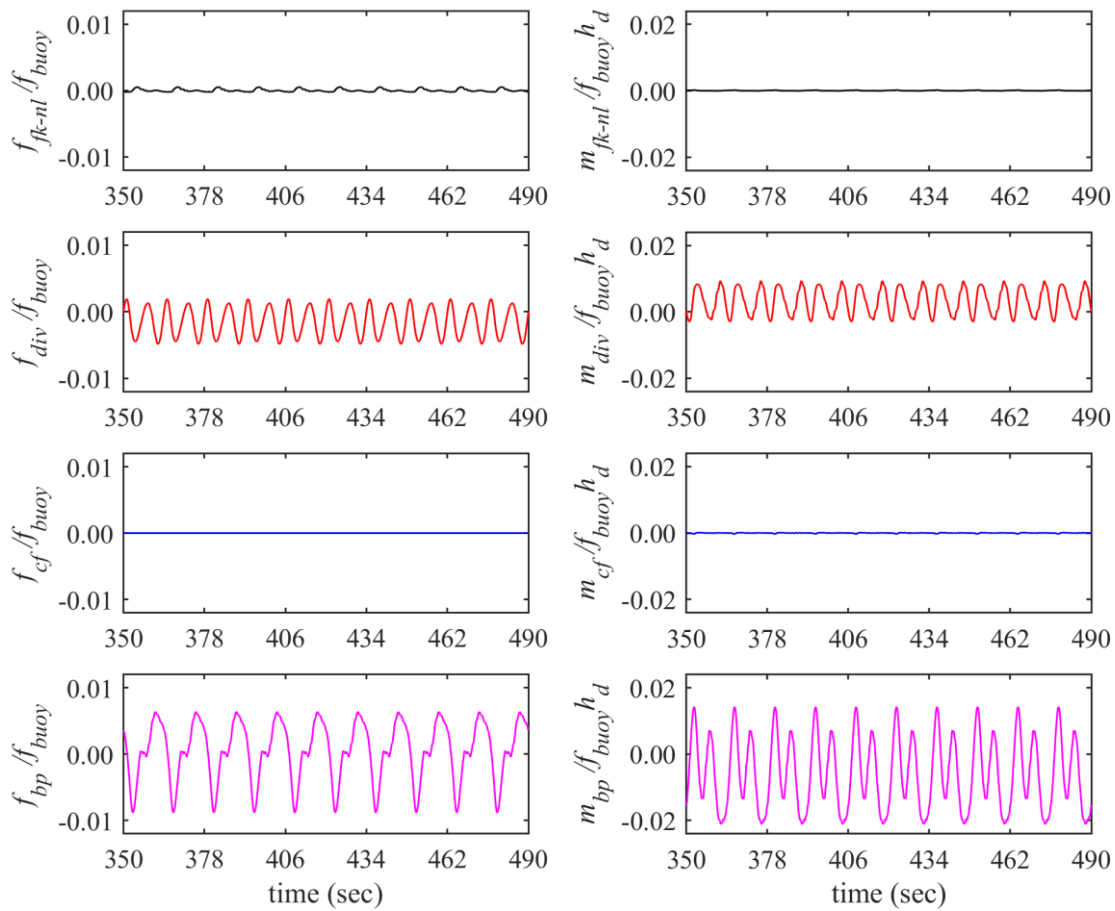 f_fk-nl/f_buoy
0.01
0.00
-0.01
350 378 406 434 462 490
m_fk-nl/f_buoy h_d
0.02
0.00
-0.02
350 378 406 434 462 490
f_div/f_buoy
0.01
0.00
-0.01
350 378 406 434 462 490
m_div/f_buoy h_d
0.02
0.00
-0.02
350 378 406 434 462 490
f_cf/f_buoy
0.01
0.00
-0.01
350 378 406 434 462 490
m_cf/f_buoy h_d
0.02
0.00
-0.02
350 378 406 434 462 490
f_bp/f_buoy
0.01
0.00
-0.01
350 378 406 434 462 490
time (sec)
m_bp/f_buoy h_d
0.02
0.00
-0.02
350 378 406 434 462 490
time (sec)